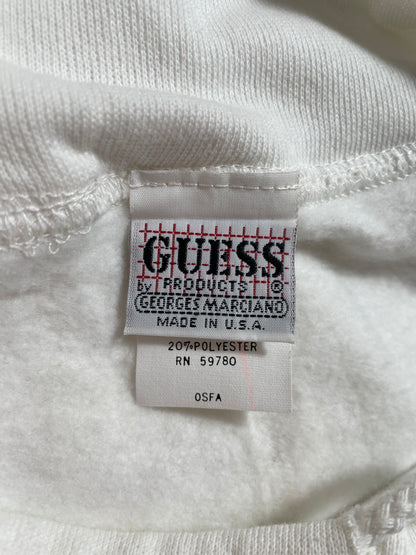 GUESS
by PRODUCTS ®
GEORGES MARCIANO
MADE IN U.S.A.
20%POLYESTER
RN 59780
OSFA